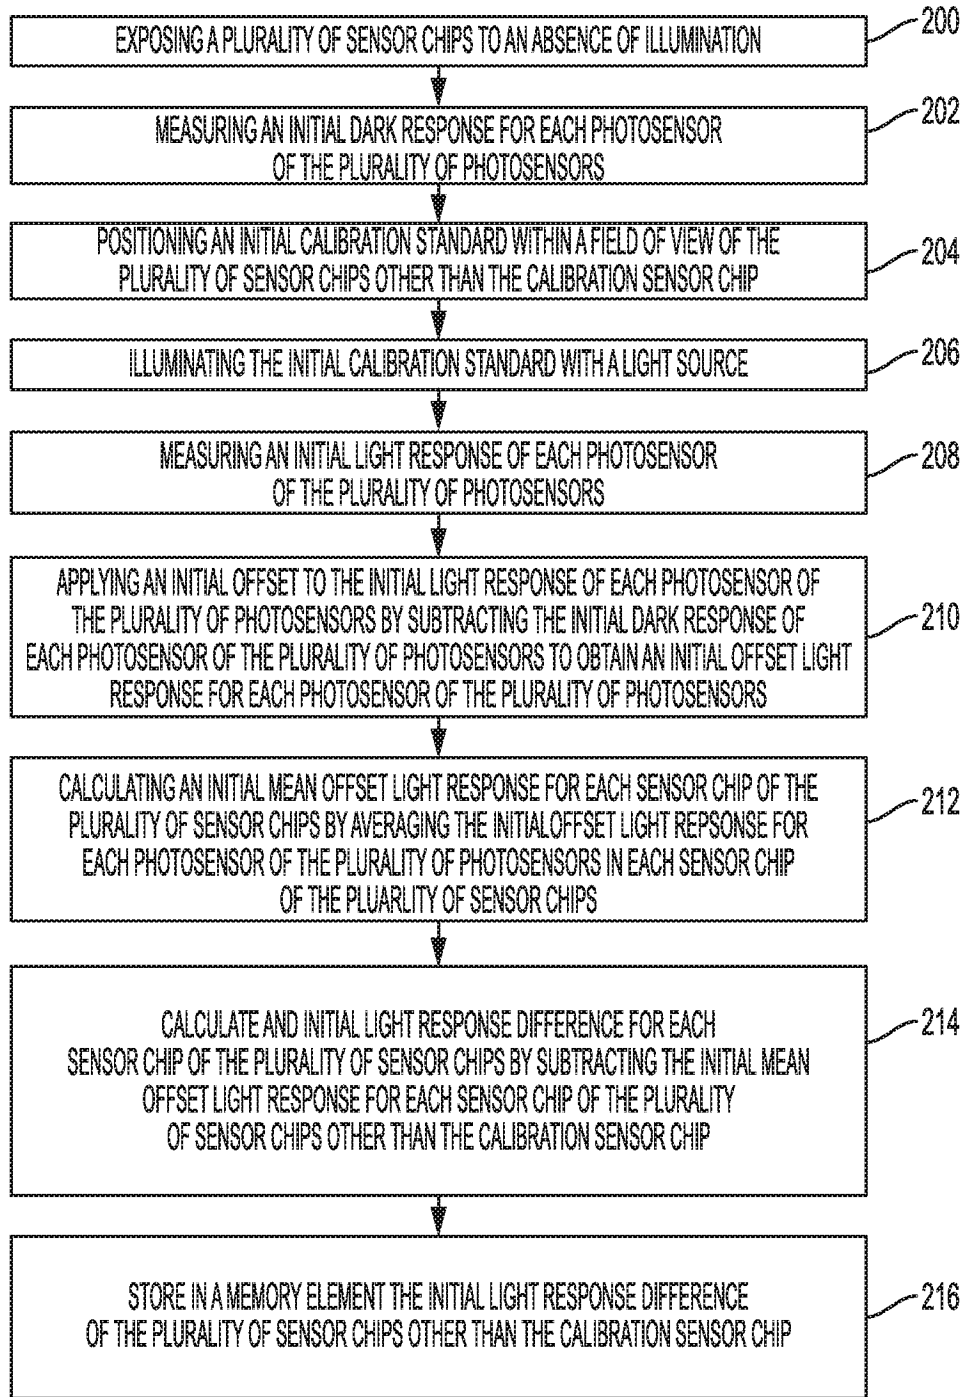 EXPOSING A PLURALITY OF SENSOR CHIPS TO AN ABSENCE OF ILLUMINATION
200
MEASURING AN INITIAL DARK RESPONSE FOR EACH PHOTOSENSOR
OF THE PLURALITY OF PHOTOSENSORS
202
POSITIONING AN INITIAL CALIBRATION STANDARD WITHIN A FIELD OF VIEW OF THE
PLURALITY OF SENSOR CHIPS OTHER THAN THE CALIBRATION SENSOR CHIP
204
ILLUMINATING THE INITIAL CALIBRATION STANDARD WITH A LIGHT SOURCE
206
MEASURING AN INITIAL LIGHT RESPONSE OF EACH PHOTOSENSOR
OF THE PLURALITY OF PHOTOSENSORS
208
APPLYING AN INITIAL OFFSET TO THE INITIAL LIGHT RESPONSE OF EACH PHOTOSENSOR OF
THE PLURALITY OF PHOTOSENSORS BY SUBTRACTING THE INITIAL DARK RESPONSE OF
EACH PHOTOSENSOR OF THE PLURALITY OF PHOTOSENSORS TO OBTAIN AN INITIAL OFFSET LIGHT
RESPONSE FOR EACH PHOTOSENSOR OF THE PLURALITY OF PHOTOSENSORS
210
CALCULATING AN INITIAL MEAN OFFSET LIGHT RESPONSE FOR EACH SENSOR CHIP OF THE
PLURALITY OF SENSOR CHIPS BY AVERAGING THE INITIALOFFSET LIGHT REPSONSE FOR
EACH PHOTOSENSOR OF THE PLURALITY OF PHOTOSENSORS IN EACH SENSOR CHIP
OF THE PLUARLITY OF SENSOR CHIPS
212
CALCULATE AND INITIAL LIGHT RESPONSE DIFFERENCE FOR EACH
SENSOR CHIP OF THE PLURALITY OF SENSOR CHIPS BY SUBTRACTING THE INITIAL MEAN
OFFSET LIGHT RESPONSE FOR EACH SENSOR CHIP OF THE PLURALITY
OF SENSOR CHIPS OTHER THAN THE CALIBRATION SENSOR CHIP
214
STORE IN A MEMORY ELEMENT THE INITIAL LIGHT RESPONSE DIFFERENCE
OF THE PLURALITY OF SENSOR CHIPS OTHER THAN THE CALIBRATION SENSOR CHIP
216